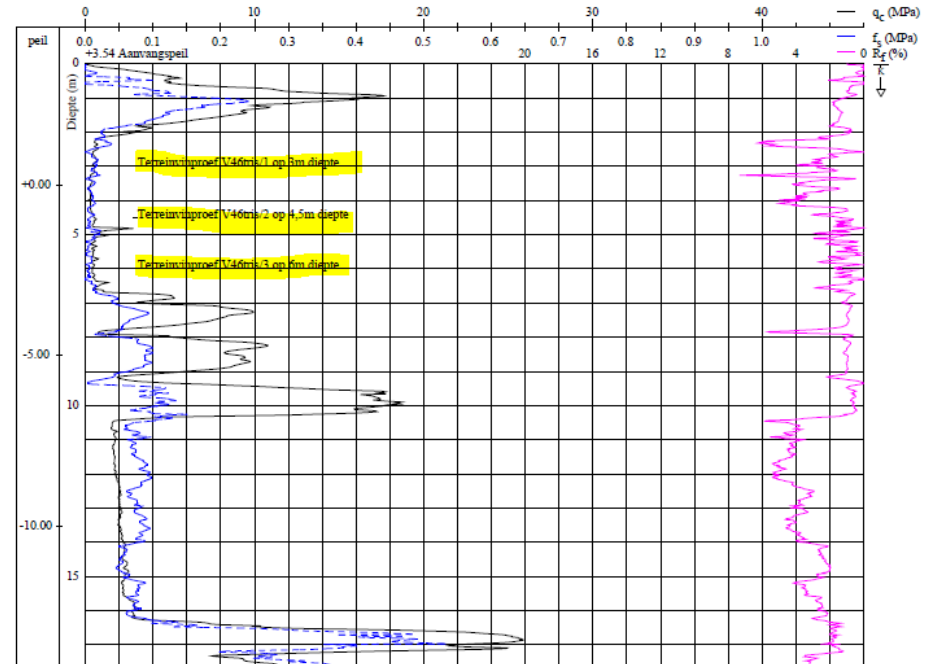 0 10 20 30 40 q_c (MPa)
peil 0.0 0.1 0.2 0.3 0.4 0.5 0.6 0.7 0.8 0.9 1.0 f_s (MPa)
+3.54 Aanvangspeil 20 16 12 8 4 0 R_f (%)
0
k
Diepte (m)
Terreinvinproef V46tris/1 op 3m diepte
+0.00
Terreinvinproef V46tris/2 op 4,5m diepte
5
Terreinvinproef V46tris/3 op 6m diepte
-5.00
10
-10.00
15